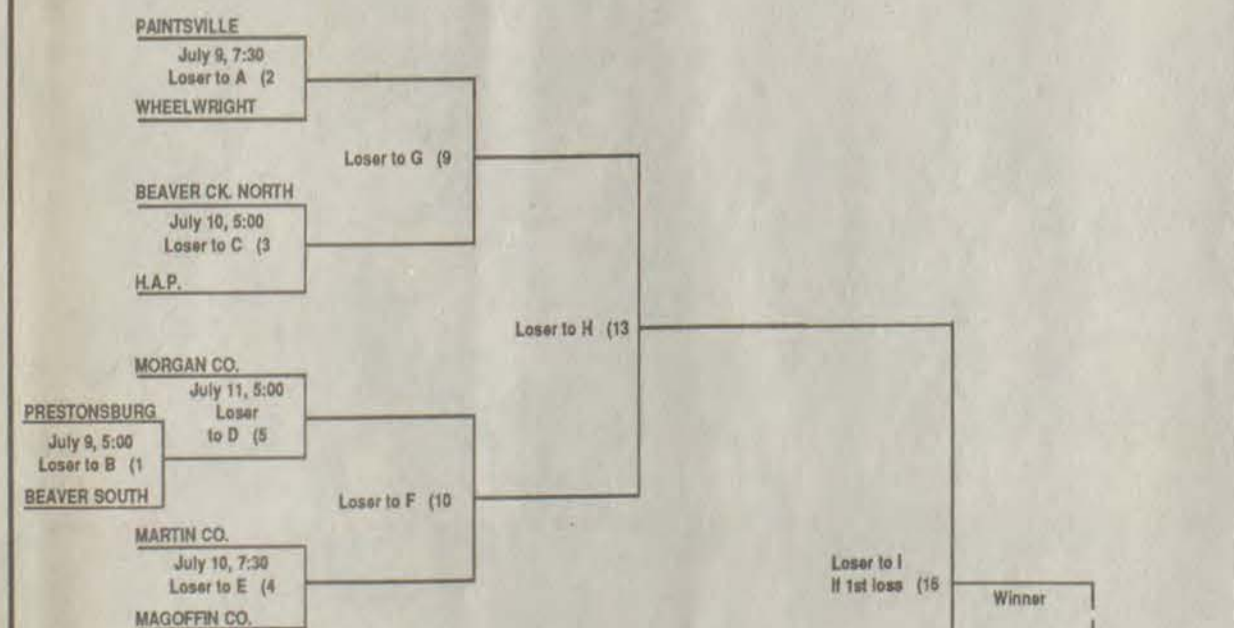 PAINTSVILLE
July 9, 7:30
Loser to A (2
WHEELWRIGHT
Loser to G (9
BEAVER CK. NORTH
July 10, 5:00
Loser to C (3
H.A.P.
Loser to H (13
MORGAN CO.
July 11, 5:00
Loser
to D (5
PRESTONSBURG
July 9, 5:00
Loser to B (1
BEAVER SOUTH
Loser to F (10
MARTIN CO.
July 10, 7:30
Loser to E (4
MAGOFFIN CO.
Loser to I
If 1st loss (16
Winner